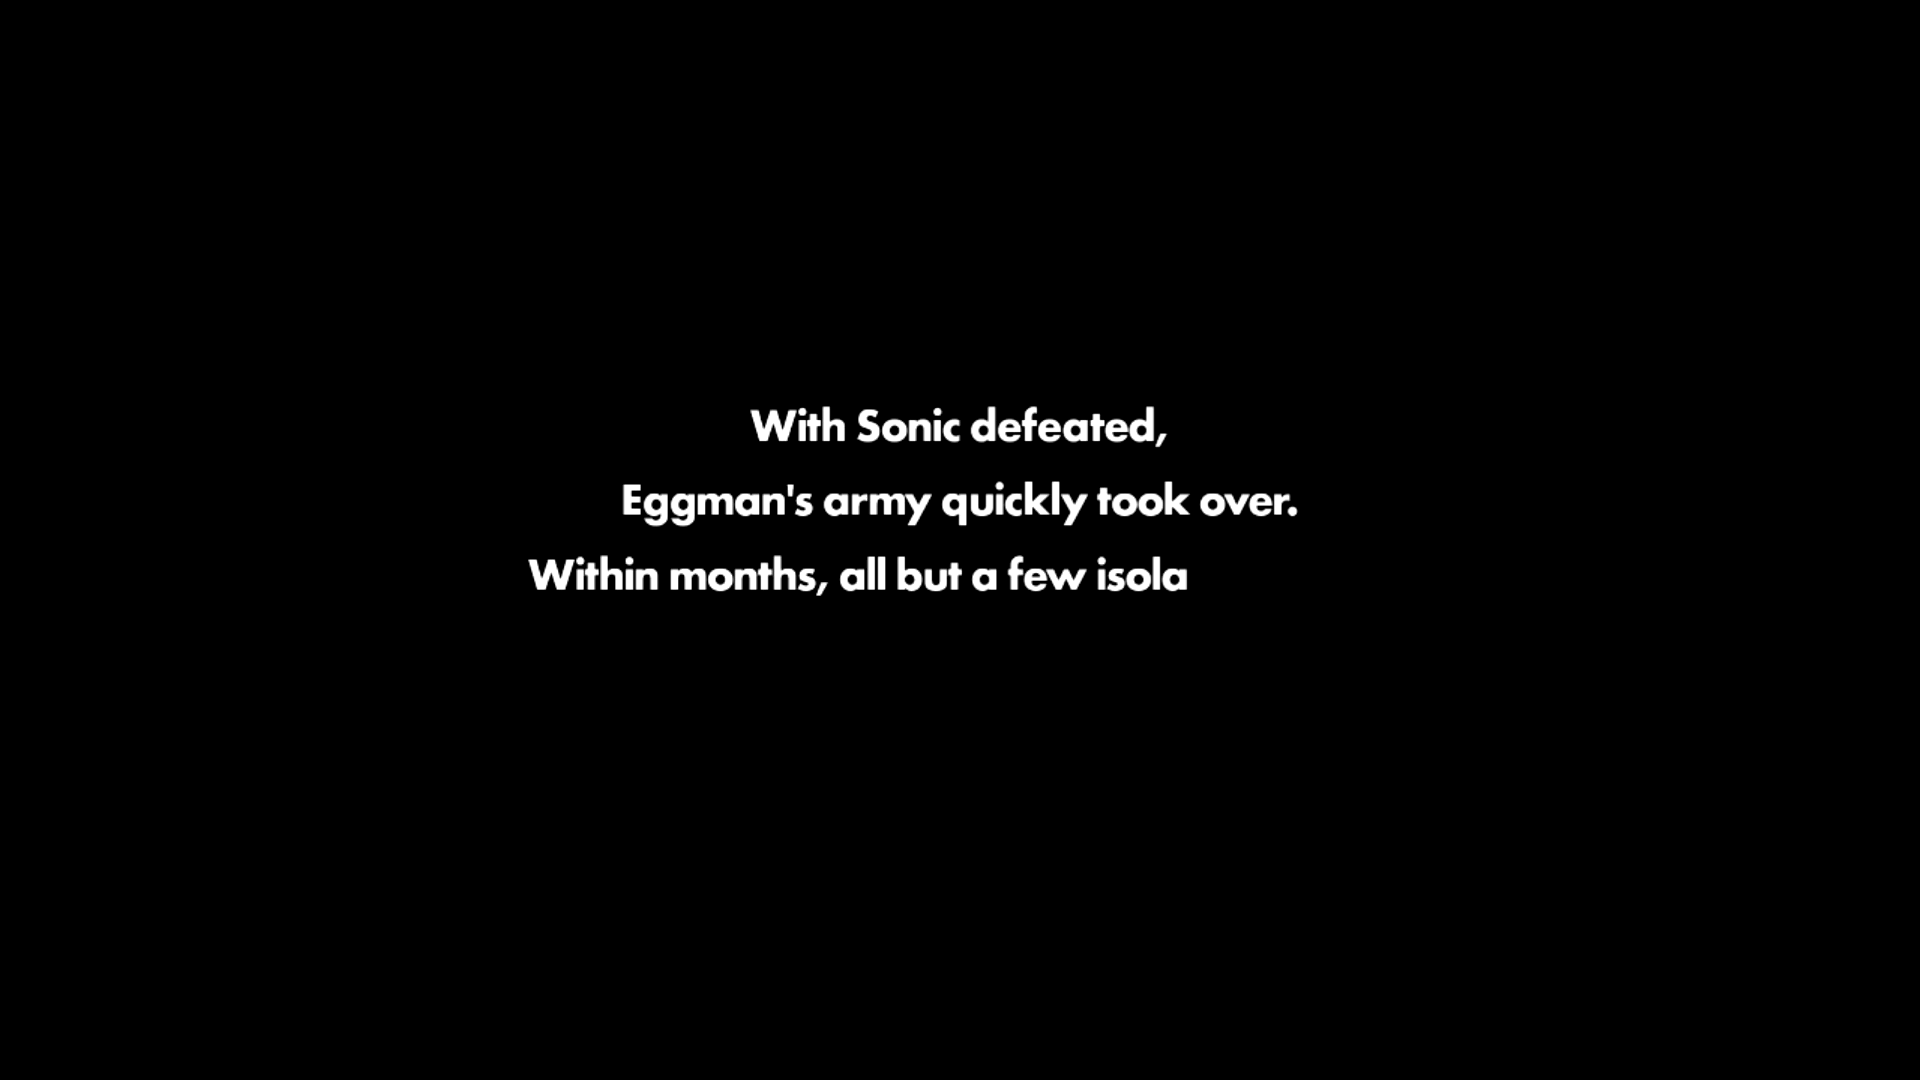 With Sonic defeated,
Eggman's army quickly took over.
Within months, all but a few isola